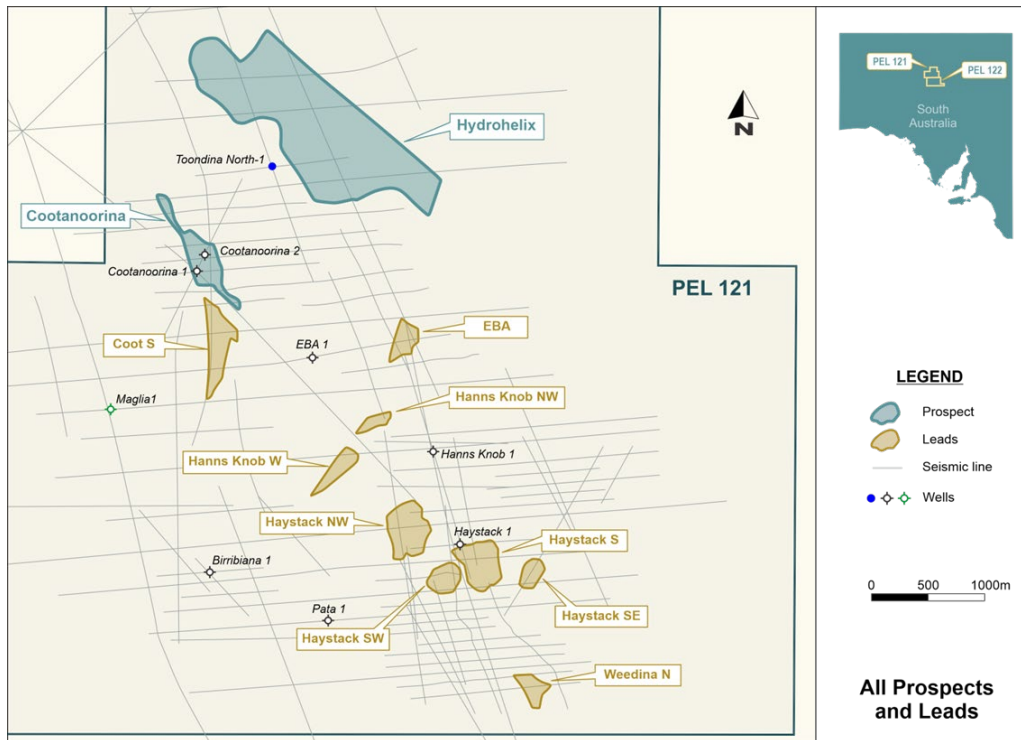 Hydrohelix
Toondina North-1
Cootanoorina
Cootanoorina 2
Cootanoorina 1
PEL 121
EBA
Coot S
EBA 1
Maglia1
Hanns Knob NW
Hanns Knob W
Hanns Knob 1
Haystack NW
Haystack 1
Haystack S
Birribiana 1
Pata 1
Haystack SW
Haystack SE
Weedina N
N
PEL 121
PEL 122
South
Australia
LEGEND
Prospect
Leads
Seismic line
Wells
0 500 1000m
All Prospects
and Leads